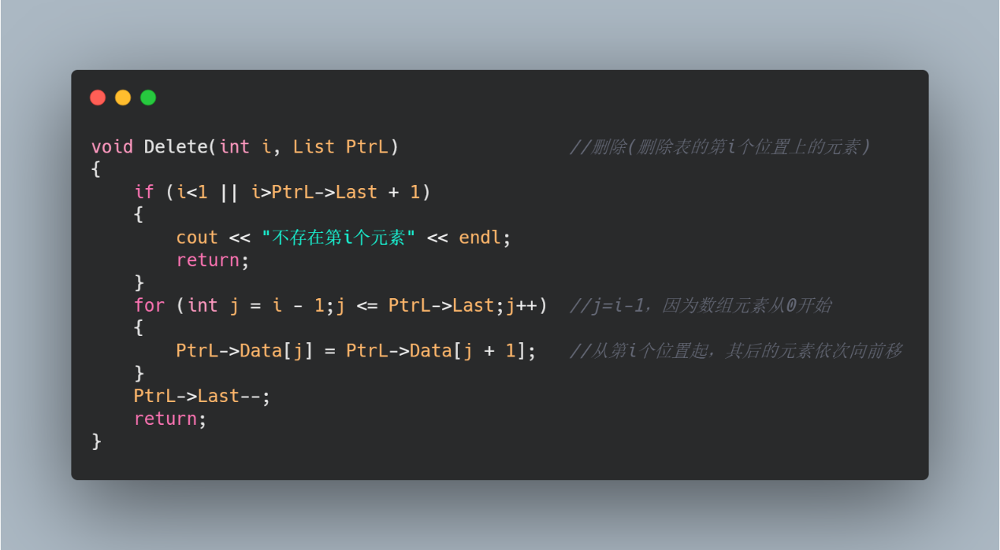 void Delete(int i, List PtrL)                //删除(删除表的第i个位置上的元素)
{
    if (i<1 || i>PtrL->Last + 1)
    {
        cout << "不存在第i个元素" << endl;
        return;
    }
    for (int j = i - 1;j <= PtrL->Last;j++)  //j=i-1，因为数组元素从0开始
    {
        PtrL->Data[j] = PtrL->Data[j + 1];   //从第i个位置起，其后的元素依次向前移
    }
    PtrL->Last--;
    return;
}